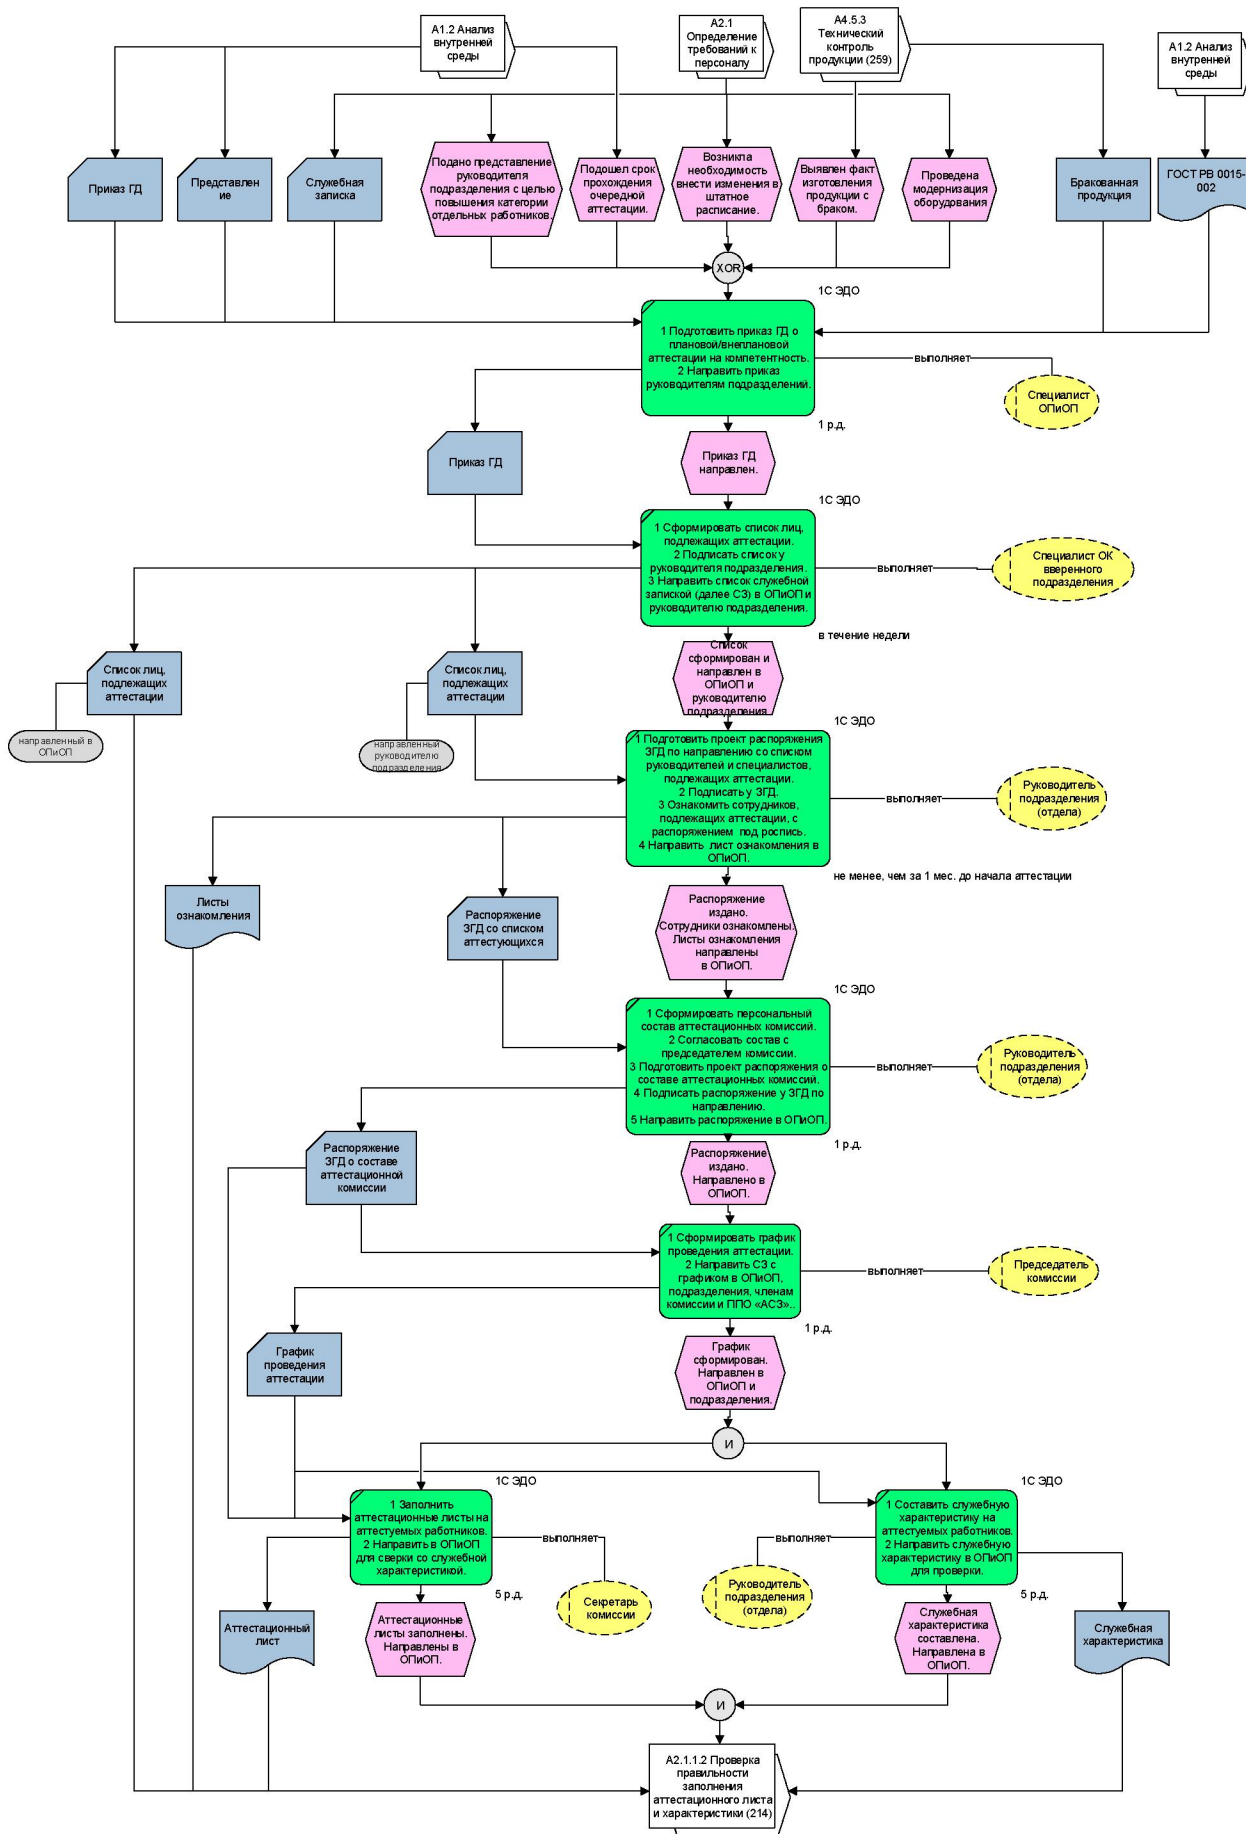 А1.2 Анализ
внутренней
среды
А2.1
Определение
требований к
персоналу
А4.5.3
Технический
контроль
продукции (259)
А1.2 Анализ
внутренней
среды
Приказ ГД
Представлен
ие
Служебная
записка
Подано представление
руководителя
подразделения с целью
повышения категории
отдельных работников.
Подошел срок
прохождения
очередной
аттестации.
Возникла
необходимость
внести изменения в
штатное
расписание.
Выявлен факт
изготовления
продукции с
браком.
Проведена
модернизация
оборудования
Бракованная
продукция
ГОСТ РВ 0015-
002
XOR
1С ЭДО
1 Подготовить приказ ГД о
плановой/внеплановой
аттестации на компетентность.
2 Направить приказ
руководителям подразделений.
выполняет
Специалист
ОПиОП
1 р.д.
Приказ ГД
Приказ ГД
направлен.
1С ЭДО
1 Сформировать список лиц,
подлежащих аттестации.
2 Подписать список у
руководителя подразделения.
3 Направить список служебной
запиской (далее СЗ) в ОПиОП и
руководителю подразделения.
выполняет
Специалист ОК
вверенного
подразделения
в течение недели
Список лиц,
подлежащих
аттестации
направленный в
ОПиОП
Список лиц,
подлежащих
аттестации
направленный
руководителю
подразделения
Список
сформирован и
направлен в
ОПиОП и
руководителю
подразделения
1С ЭДО
1 Подготовить проект распоряжения
ЗГД по направлению со списком
руководителей и специалистов,
подлежащих аттестации.
2 Подписать у ЗГД.
3 Ознакомить сотрудников,
подлежащих аттестации, с
распоряжением под роспись.
4 Направить лист ознакомления в
ОПиОП.
выполняет
Руководитель
подразделения
(отдела)
не менее, чем за 1 мес. до начала аттестации
Листы
ознакомления
Распоряжение
ЗГД со списком
аттестующихся
Распоряжение
издано.
Сотрудники ознакомлены.
Листы ознакомления
направлены
в ОПиОП.
1С ЭДО
1 Сформировать персональный
состав аттестационных комиссий.
2 Согласовать состав с
председателем комиссии.
3 Подготовить проект распоряжения о
составе аттестационных комиссий.
4 Подписать распоряжение у ЗГД по
направлению.
5 Направить распоряжение в ОПиОП.
выполняет
Руководитель
подразделения
(отдела)
1 р.д.
Распоряжение
ЗГД о составе
аттестационной
комиссии
Распоряжение
издано.
Направлено в
ОПиОП.
1 Сформировать график
проведения аттестации.
2 Направить СЗ с
графиком в ОПиОП,
подразделения, членам
комиссии и ППО «АСЗ»..
выполняет
Председатель
комиссии
1 р.д.
График
проведения
аттестации
График
сформирован.
Направлен в
ОПиОП и
подразделения.
И
1С ЭДО
1 Заполнить
аттестационные листы на
аттестуемых работников.
2 Направить в ОПиОП
для сверки со служебной
характеристикой.
выполняет
Секретарь
комиссии
5 р.д.
1С ЭДО
1 Составить служебную
характеристику на
аттестуемых работников.
2 Направить служебную
характеристику в ОПиОП
для проверки.
выполняет
Руководитель
подразделения
(отдела)
5 р.д.
Аттестационный
лист
Аттестационные
листы заполнены.
Направлены в
ОПиОП.
Служебная
характеристика
составлена.
Направлена в
ОПиОП.
Служебная
характеристика
И
А2.1.1.2 Проверка
правильности
заполнения
аттестационного листа
и характеристики (214)